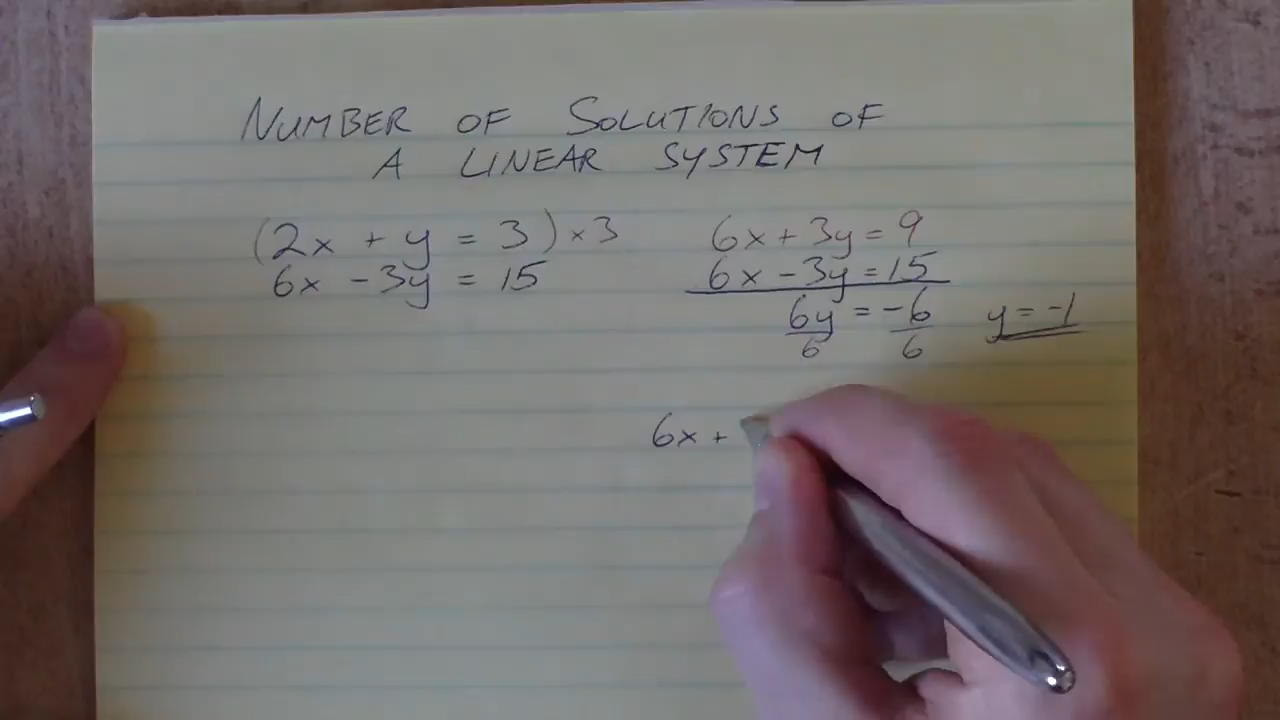 NUMBER OF SOLUTIONS OF
A LINEAR SYSTEM
(2x + y = 3) × 3
6x - 3y = 15
6x + 3y = 9
6x - 3y = 15
6y = -6 y = -1
6 6
6x +